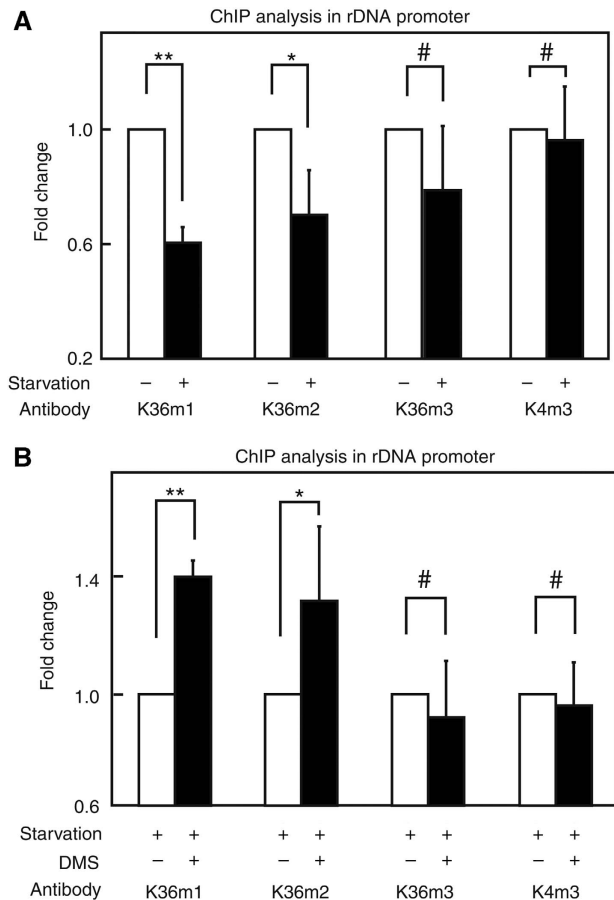 A
ChIP analysis in rDNA promoter
** * # #
Fold change
1.0
0.6
0.2
Starvation – + – + – + – +
Antibody K36m1 K36m2 K36m3 K4m3
B
ChIP analysis in rDNA promoter
** * # #
Fold change
1.4
1.0
0.6
Starvation + + + + + + + +
DMS – + – + – + – +
Antibody K36m1 K36m2 K36m3 K4m3